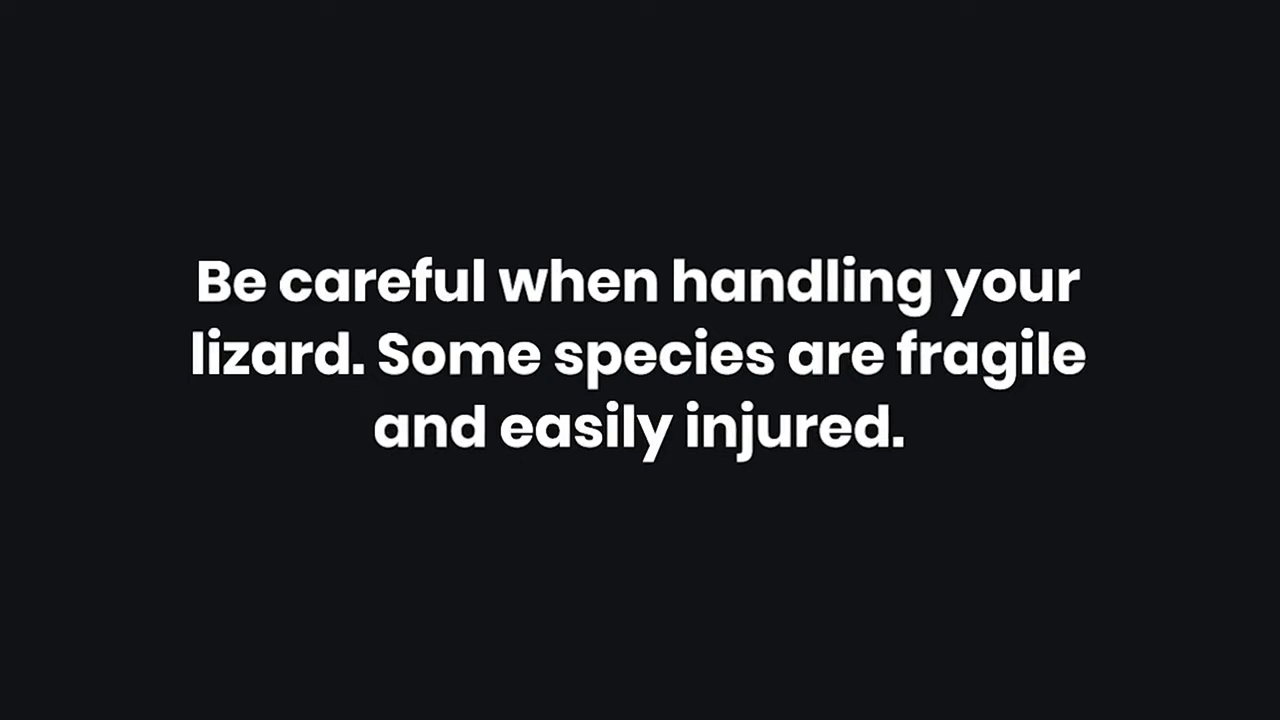 Be careful when handling your
lizard. Some species are fragile
and easily injured.